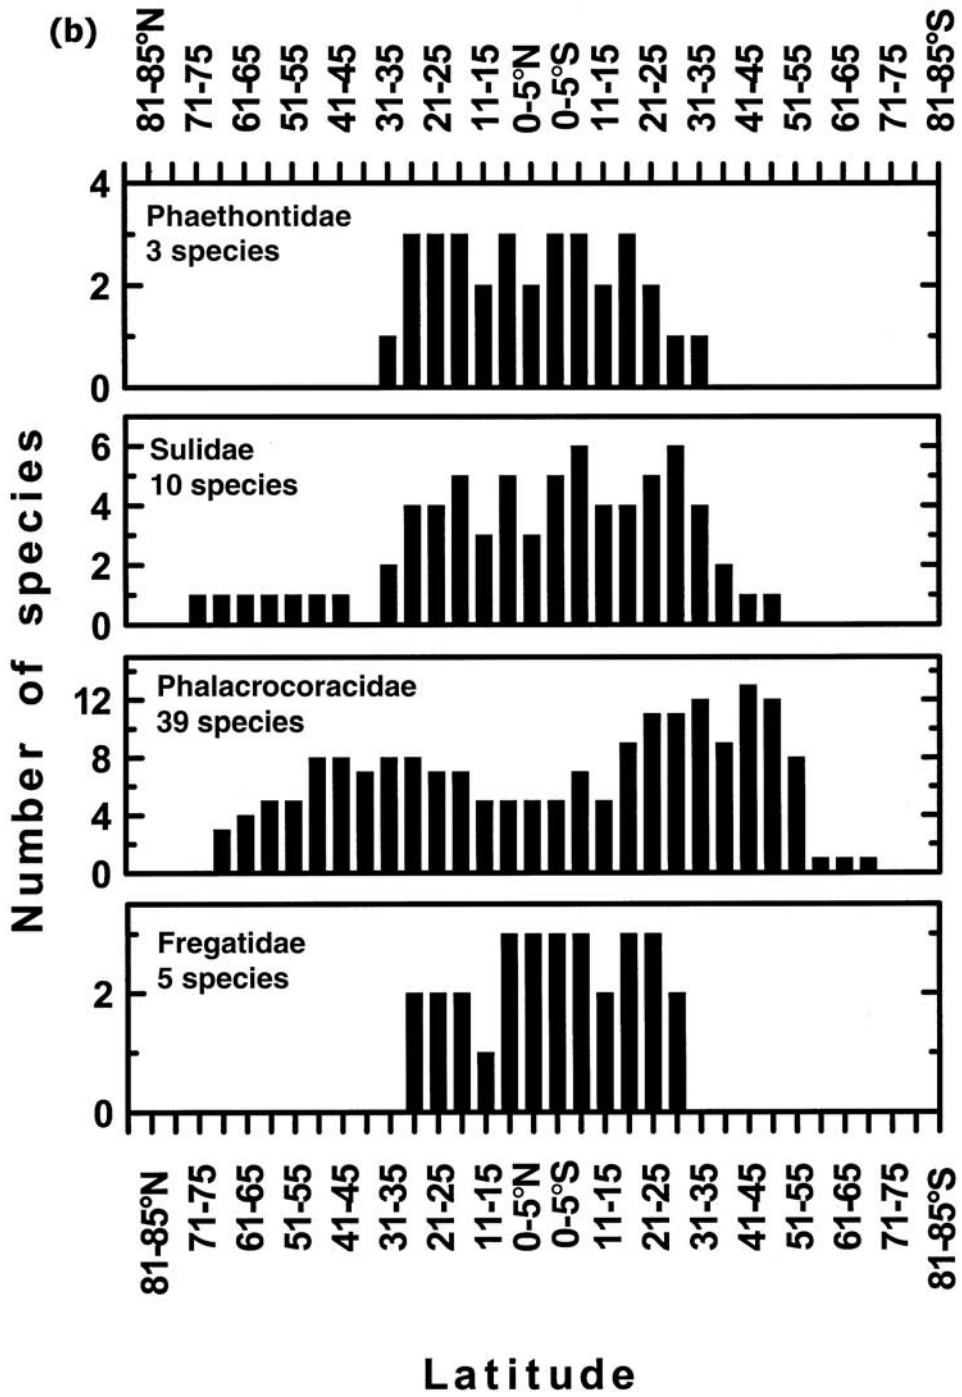 (b)
81-85°N
71-75
61-65
51-55
41-45
31-35
21-25
11-15
0-5°N
0-5°S
11-15
21-25
31-35
41-45
51-55
61-65
71-75
81-85°S
Number of species
4
2
0
Phaethontidae
3 species
6
4
2
0
Sulidae
10 species
12
8
4
0
Phalacrocoracidae
39 species
2
0
Fregatidae
5 species
81-85°N
71-75
61-65
51-55
41-45
31-35
21-25
11-15
0-5°N
0-5°S
11-15
21-25
31-35
41-45
51-55
61-65
71-75
81-85°S
Latitude